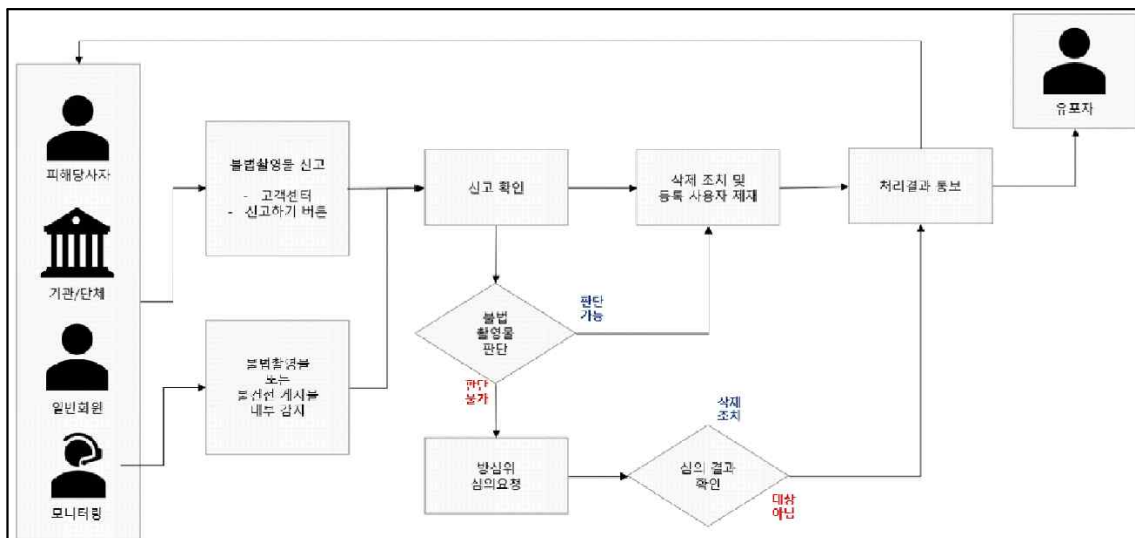 피해당사자
기관/단체
일반회원
모니터링
불법촬영물 신고
- 고객센터
- 신고하기 버튼
불법촬영물
또는
불건전 게시물
내부 감지
신고 확인
불법
촬영물
판단
판단
가능
판단
불가
방심위
심의요청
심의 결과
확인
삭제
조치
대상
아님
삭제 조치 및
등록 사용자 제재
처리결과 통보
유포자